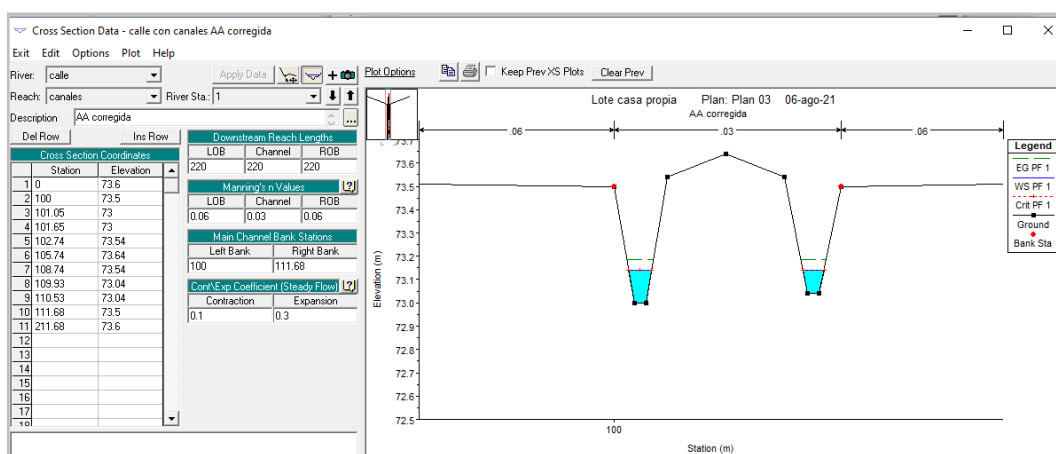 Cross Section Data - calle con canales AA corregida
Exit Edit Options Plot Help
River: calle
Apply Data
Plot Options
Keep Prev XS Plots
Clear Prev
Reach: canales
River Sta.: 1
Description AA corregida
...
Del Row Ins Row
Cross Section Coordinates
Station Elevation
1 0 73.6
2 100 73.5
3 101.05 73
4 101.65 73
5 102.74 73.54
6 105.74 73.64
7 108.74 73.54
8 109.93 73.04
9 110.53 73.04
10 111.68 73.5
11 211.68 73.6
12
13
14
15
16
17
18
Downstream Reach Lengths
LOB Channel ROB
220 220 220
Manning's n Values
LOB Channel ROB
0.06 0.03 0.06
Main Channel Bank Stations
Left Bank Right Bank
100 111.68
Cont\Exp Coefficient (Steady Flow)
Contraction Expansion
0.1 0.3
Lote casa propia Plan: Plan 03 06-ago-21
AA corregida
.06 .03 .06
73.7
73.6
73.5
73.4
73.3
73.2
73.1
73.0
72.9
72.8
72.7
72.6
72.5
Elevation (m)
100
Station (m)
Legend
EG PF 1
WS PF 1
Crit PF 1
Ground
Bank Sta